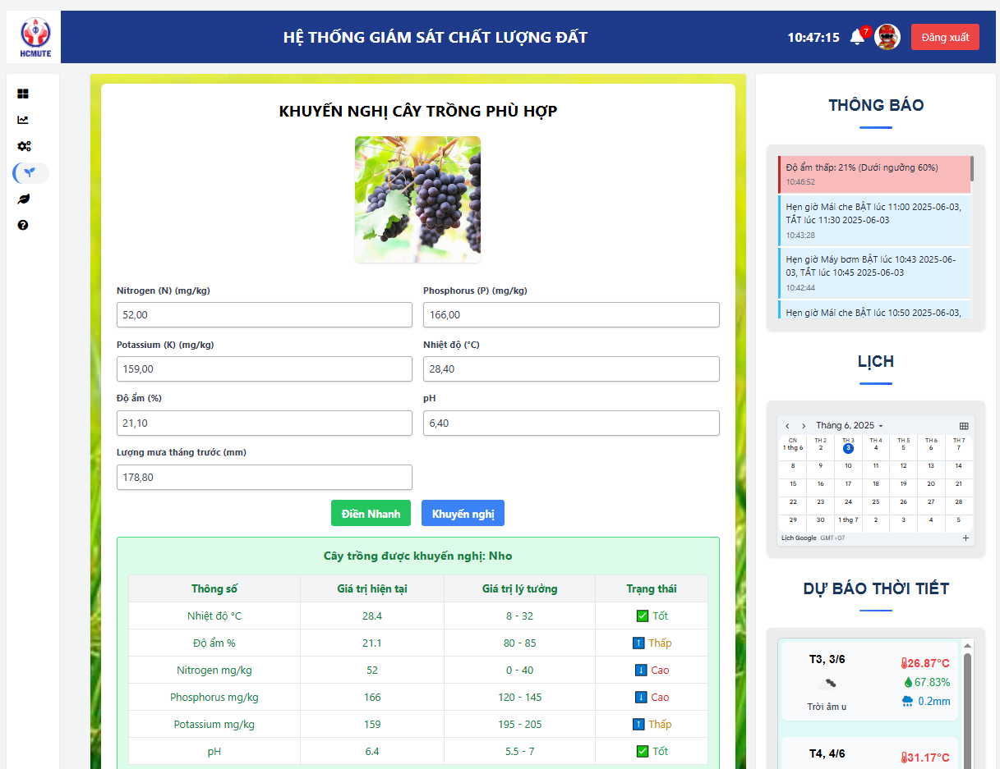 HCMUTE
HỆ THỐNG GIÁM SÁT CHẤT LƯỢNG ĐẤT
10:47:15
7
Đăng xuất
KHUYẾN NGHỊ CÂY TRỒNG PHÙ HỢP
Nitrogen (N) (mg/kg)
Phosphorus (P) (mg/kg)
52,00
166,00
Potassium (K) (mg/kg)
Nhiệt độ (°C)
159,00
28,40
Độ ẩm (%)
pH
21,10
6,40
Lượng mưa tháng trước (mm)
178,80
Điền Nhanh
Khuyến nghị
Cây trồng được khuyến nghị: Nho
Thông số Giá trị hiện tại Giá trị lý tưởng Trạng thái
Nhiệt độ °C 28.4 8 - 32 ✅ Tốt
Độ ẩm % 21.1 80 - 85 ⬆️ Thấp
Nitrogen mg/kg 52 0 - 40 ⬇️ Cao
Phosphorus mg/kg 166 120 - 145 ⬇️ Cao
Potassium mg/kg 159 195 - 205 ⬆️ Thấp
pH 6.4 5.5 - 7 ✅ Tốt
THÔNG BÁO
Độ ẩm thấp: 21% (Dưới ngưỡng 60%)
10:46:52
Hẹn giờ Mái che BẬT lúc 11:00 2025-06-03,
TẮT lúc 11:30 2025-06-03
10:43:28
Hẹn giờ Máy bơm BẬT lúc 10:43 2025-06-
03, TẮT lúc 10:45 2025-06-03
10:42:44
Hẹn giờ Mái che BẬT lúc 10:50 2025-06-03,
LỊCH
Tháng 6, 2025
CN TH 2 TH 3 TH 4 TH 5 TH 6 TH 7
1 thg 6 2 3 4 5 6 7
8 9 10 11 12 13 14
15 16 17 18 19 20 21
22 23 24 25 26 27 28
29 30 1 thg 7 2 3 4 5
Lịch Google GMT+07
DỰ BÁO THỜI TIẾT
T3, 3/6
26.87°C
67.83%
0.2mm
Trời âm u
T4, 4/6
31.17°C